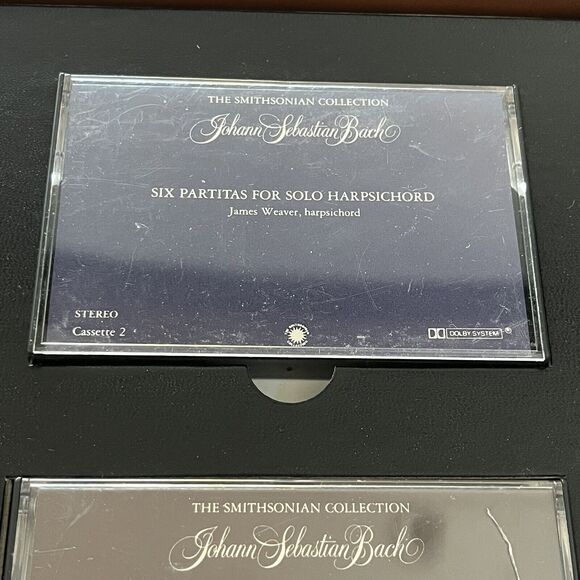 THE SMITHSONIAN COLLECTION
Johann Sebastian Bach
SIX PARTITAS FOR SOLO HARPSICHORD
James Weaver, harpsichord
STEREO
Cassette 2
DOLBY SYSTEM ®
THE SMITHSONIAN COLLECTION
Johann Sebastian Bach